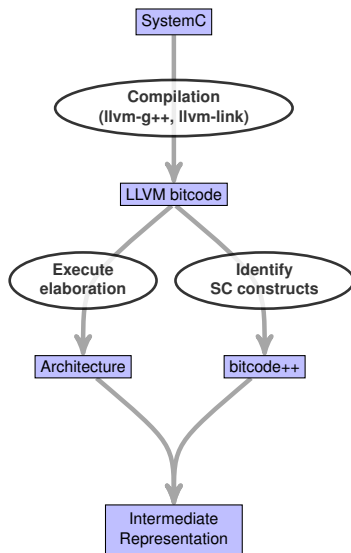 SystemC
Compilation
(llvm-g++, llvm-link)
LLVM bitcode
Execute
elaboration
Identify
SC constructs
Architecture
bitcode++
Intermediate
Representation